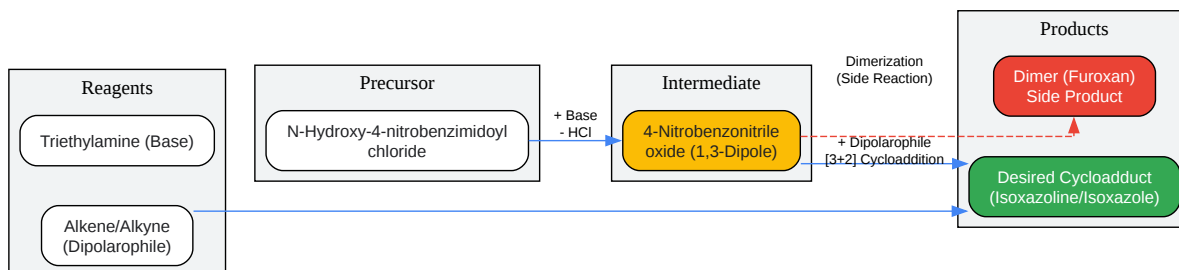 Reagents
Triethylamine (Base)
Alkene/Alkyne
(Dipolarophile)
Precursor
N-Hydroxy-4-nitrobenzimidoyl
chloride
+ Base
- HCl
Intermediate
4-Nitrobenzonitrile
oxide (1,3-Dipole)
Dimerization
(Side Reaction)
+ Dipolarophile
[3+2] Cycloaddition
Products
Dimer (Furoxan)
Side Product
Desired Cycloadduct
(Isoxazoline/Isoxazole)